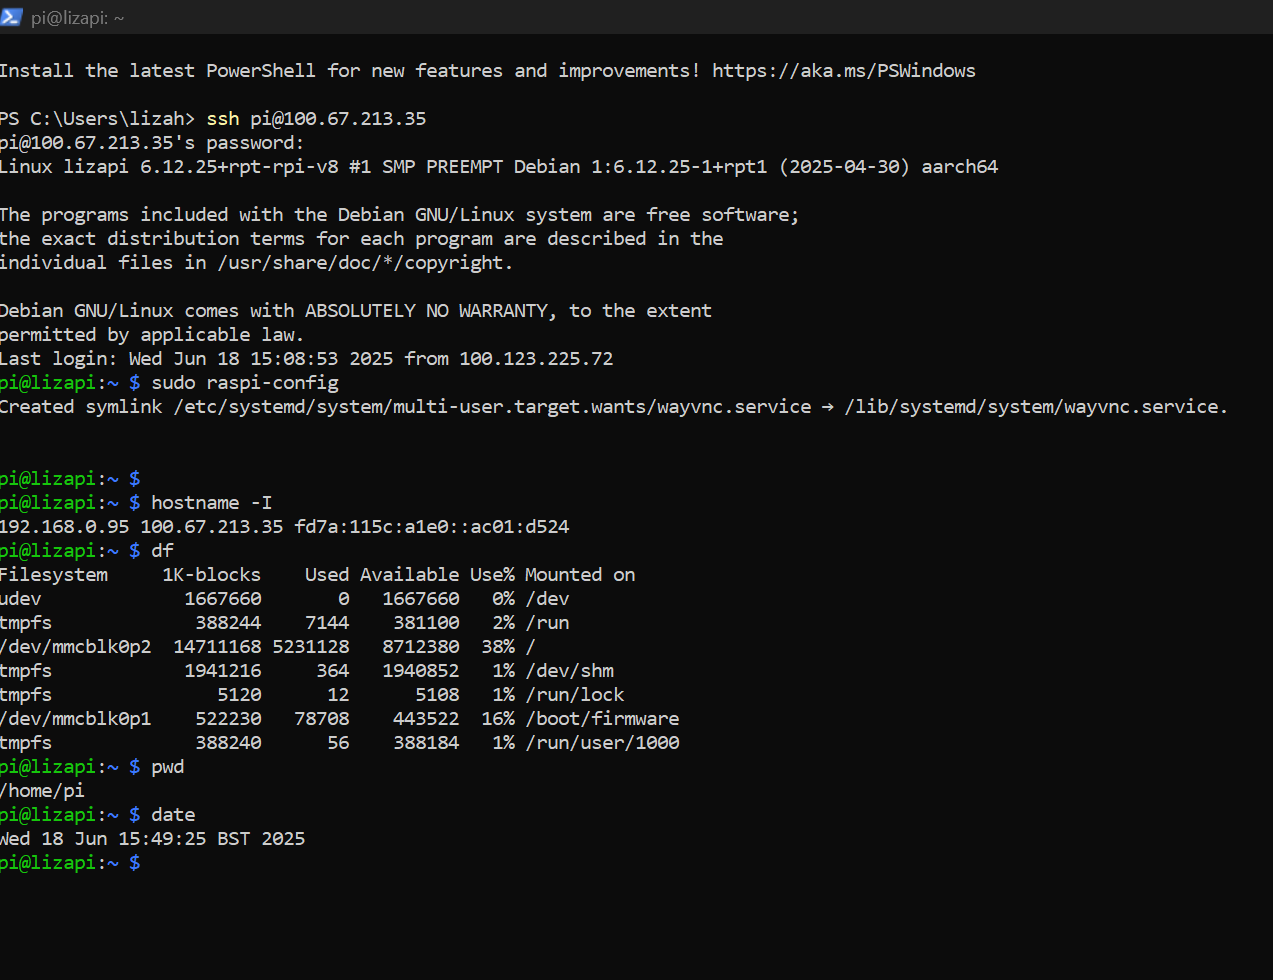 pi@lizapi: ~
Install the latest PowerShell for new features and improvements! https://aka.ms/PSWindows
PS C:\Users\lizah> ssh pi@100.67.213.35
pi@100.67.213.35's password:
Linux lizapi 6.12.25+rpt-rpi-v8 #1 SMP PREEMPT Debian 1:6.12.25-1+rpt1 (2025-04-30) aarch64
The programs included with the Debian GNU/Linux system are free software;
the exact distribution terms for each program are described in the
individual files in /usr/share/doc/*/copyright.
Debian GNU/Linux comes with ABSOLUTELY NO WARRANTY, to the extent
permitted by applicable law.
Last login: Wed Jun 18 15:08:53 2025 from 100.123.225.72
pi@lizapi:~ $ sudo raspi-config
Created symlink /etc/systemd/system/multi-user.target.wants/wayvnc.service → /lib/systemd/system/wayvnc.service.
pi@lizapi:~ $
pi@lizapi:~ $ hostname -I
192.168.0.95 100.67.213.35 fd7a:115c:a1e0::ac01:d524
pi@lizapi:~ $ df
Filesystem     1K-blocks    Used Available Use% Mounted on
udev             1667660       0   1667660   0% /dev
tmpfs             388244    7144    381100   2% /run
/dev/mmcblk0p2  14711168 5231128   8712380  38% /
tmpfs            1941216     364   1940852   1% /dev/shm
tmpfs               5120      12      5108   1% /run/lock
/dev/mmcblk0p1    522230   78708    443522  16% /boot/firmware
tmpfs             388240      56    388184   1% /run/user/1000
pi@lizapi:~ $ pwd
/home/pi
pi@lizapi:~ $ date
Wed 18 Jun 15:49:25 BST 2025
pi@lizapi:~ $